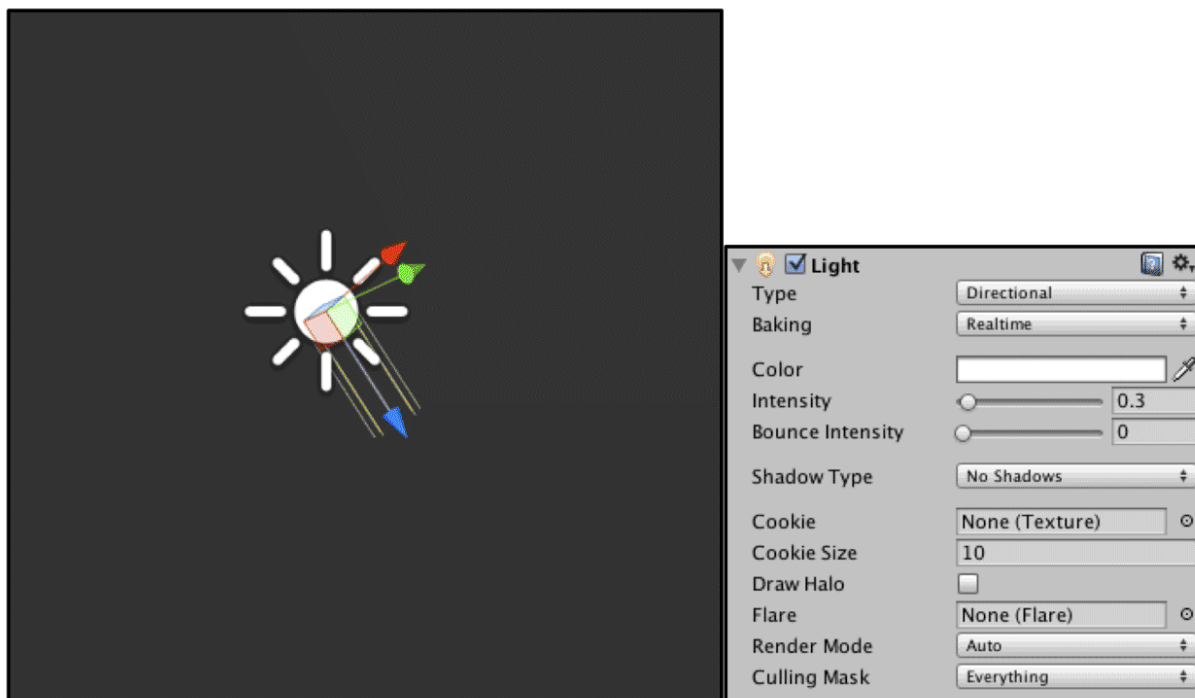 Light
Type Directional
Baking Realtime
Color
Intensity 0.3
Bounce Intensity 0
Shadow Type No Shadows
Cookie None (Texture)
Cookie Size 10
Draw Halo
Flare None (Flare)
Render Mode Auto
Culling Mask Everything